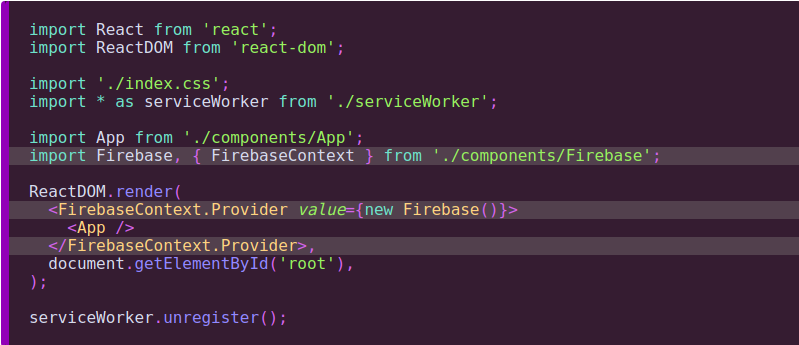 import React from 'react';
import ReactDOM from 'react-dom';
import './index.css';
import * as serviceWorker from './serviceWorker';
import App from './components/App';
import Firebase, { FirebaseContext } from './components/Firebase';
ReactDOM.render(
<FirebaseContext.Provider value={new Firebase()}>
<App />
</FirebaseContext.Provider>,
document.getElementById('root'),
);
serviceWorker.unregister();